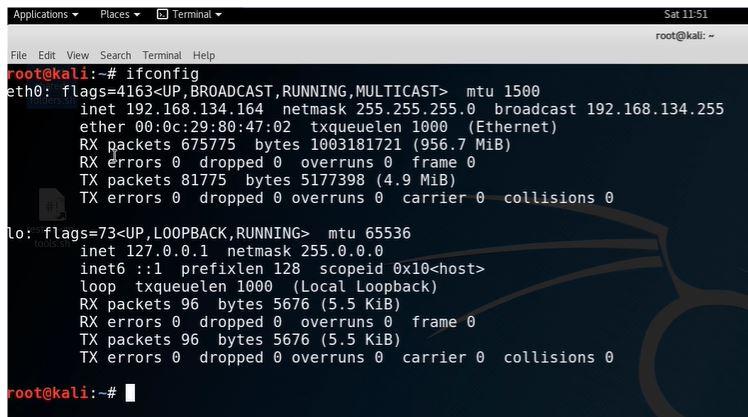 Applications Places Terminal Sat 11:51
root@kali: ~
File Edit View Search Terminal Help
root@kali:~# ifconfig
eth0: flags=4163<UP,BROADCAST,RUNNING,MULTICAST>  mtu 1500
        inet 192.168.134.164  netmask 255.255.255.0  broadcast 192.168.134.255
        ether 00:0c:29:80:47:02  txqueuelen 1000  (Ethernet)
        RX packets 675775  bytes 1003181721 (956.7 MiB)
        RX errors 0  dropped 0  overruns 0  frame 0
        TX packets 81775  bytes 5177398 (4.9 MiB)
        TX errors 0  dropped 0 overruns 0  carrier 0  collisions 0

lo: flags=73<UP,LOOPBACK,RUNNING>  mtu 65536
        inet 127.0.0.1  netmask 255.0.0.0
        inet6 ::1  prefixlen 128  scopeid 0x10<host>
        loop  txqueuelen 1000  (Local Loopback)
        RX packets 96  bytes 5676 (5.5 KiB)
        RX errors 0  dropped 0  overruns 0  frame 0
        TX packets 96  bytes 5676 (5.5 KiB)
        TX errors 0  dropped 0 overruns 0  carrier 0  collisions 0

root@kali:~#
folders.sh
tools.sh